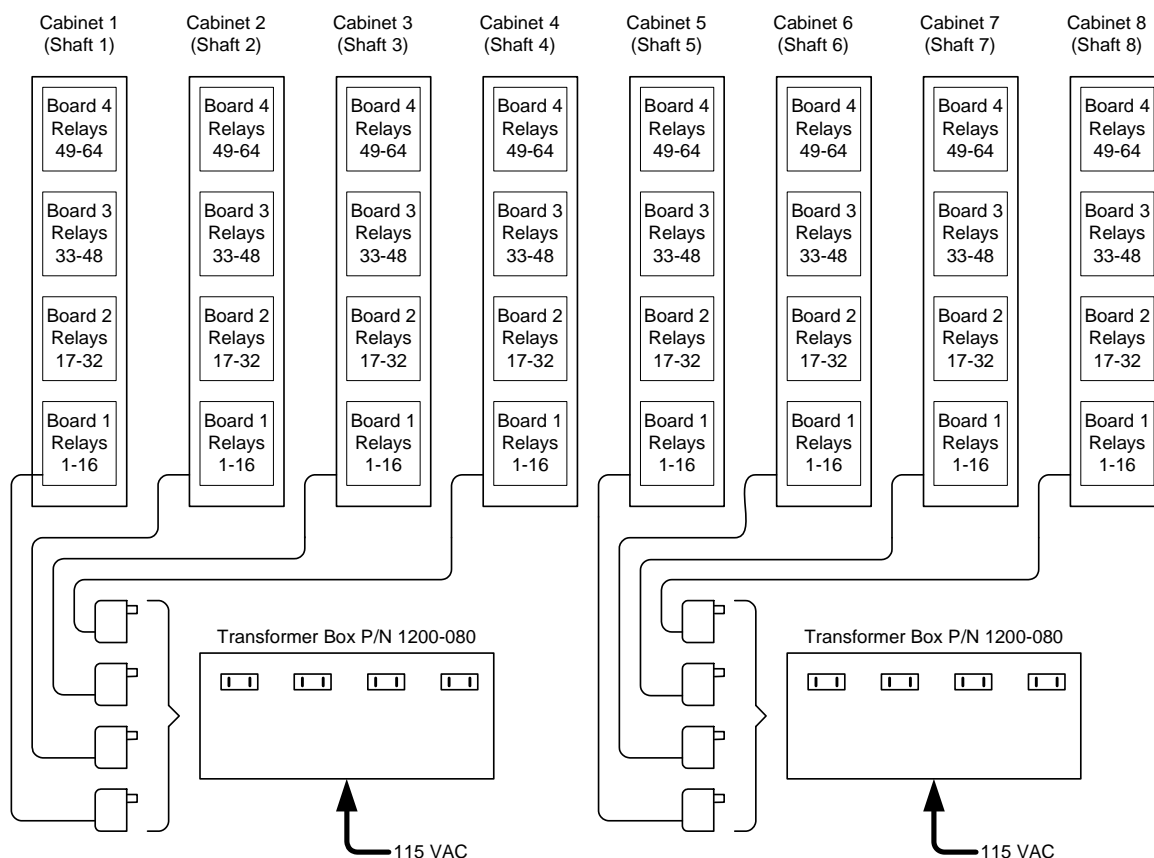 Cabinet 1
(Shaft 1)
Cabinet 2
(Shaft 2)
Cabinet 3
(Shaft 3)
Cabinet 4
(Shaft 4)
Cabinet 5
(Shaft 5)
Cabinet 6
(Shaft 6)
Cabinet 7
(Shaft 7)
Cabinet 8
(Shaft 8)
Board 4
Relays
49-64
Board 4
Relays
49-64
Board 4
Relays
49-64
Board 4
Relays
49-64
Board 4
Relays
49-64
Board 4
Relays
49-64
Board 4
Relays
49-64
Board 4
Relays
49-64
Board 3
Relays
33-48
Board 3
Relays
33-48
Board 3
Relays
33-48
Board 3
Relays
33-48
Board 3
Relays
33-48
Board 3
Relays
33-48
Board 3
Relays
33-48
Board 3
Relays
33-48
Board 2
Relays
17-32
Board 2
Relays
17-32
Board 2
Relays
17-32
Board 2
Relays
17-32
Board 2
Relays
17-32
Board 2
Relays
17-32
Board 2
Relays
17-32
Board 2
Relays
17-32
Board 1
Relays
1-16
Board 1
Relays
1-16
Board 1
Relays
1-16
Board 1
Relays
1-16
Board 1
Relays
1-16
Board 1
Relays
1-16
Board 1
Relays
1-16
Board 1
Relays
1-16
Transformer Box P/N 1200-080
Transformer Box P/N 1200-080
115 VAC
115 VAC